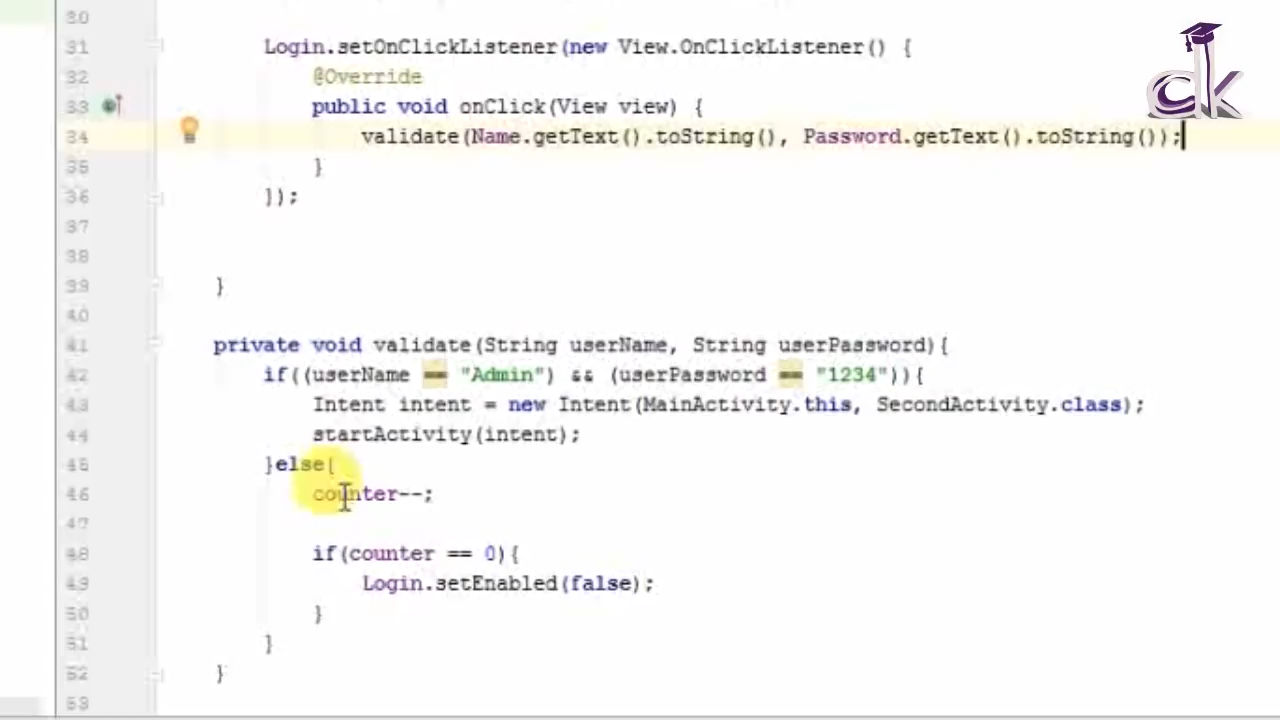 30
31 Login.setOnClickListener(new View.OnClickListener() {
32 @Override
33 public void onClick(View view) {
34 validate(Name.getText().toString(), Password.getText().toString());
35 }
36 });
37
38
39 }
40
41 private void validate(String userName, String userPassword){
42 if((userName == "Admin") && (userPassword == "1234")){
43 Intent intent = new Intent(MainActivity.this, SecondActivity.class);
44 startActivity(intent);
45 }else{
46 counter--;
47
48 if(counter == 0){
49 Login.setEnabled(false);
50 }
51 }
52 }
53
dk